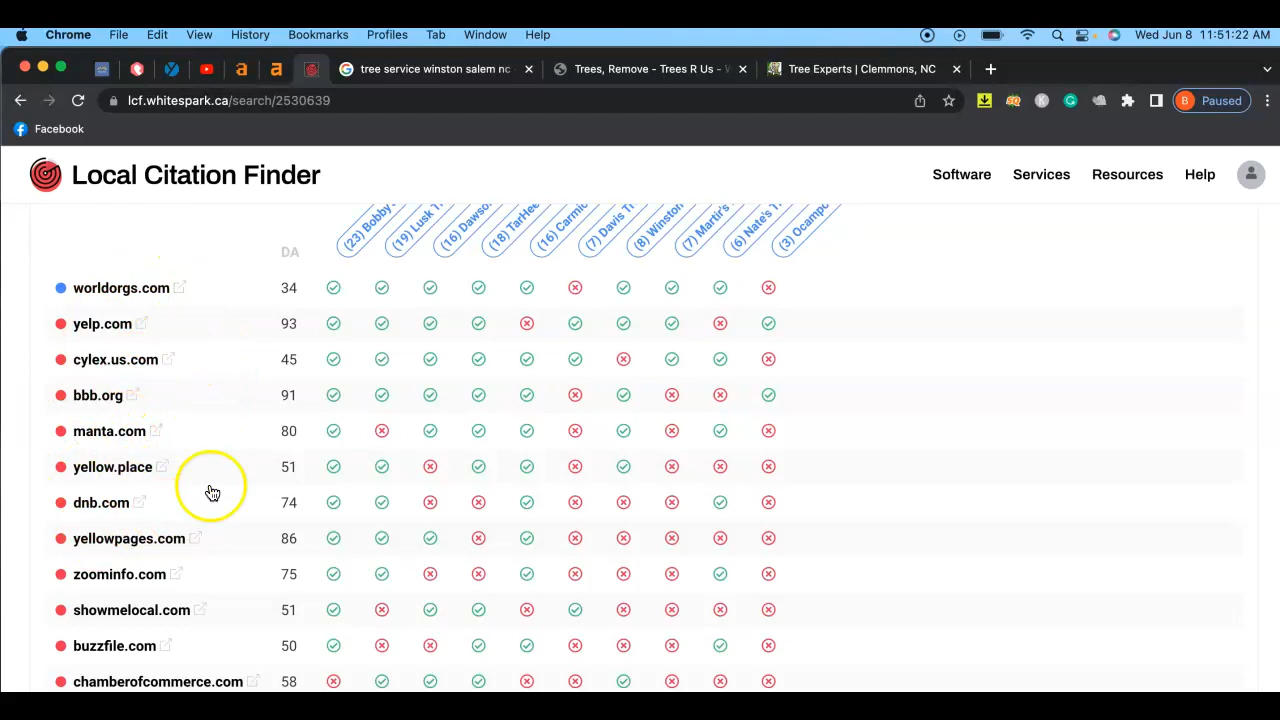 Chrome File Edit View History Bookmarks Profiles Tab Window Help Wed Jun 8 11:51:22 AM
tree service winston salem nc Trees, Remove - Trees R Us - Tree Experts | Clemmons, NC
lcf.whitespark.ca/search/2530639 Paused
Facebook
Local Citation Finder Software Services Resources Help
DA (23) Bobby (19) Lusk T (16) Dawson (18) TarHee (16) Carmic (7) Davis T (8) Winston (7) Martir's (6) Nate's T (3) Ocampo
worldorgs.com 34
yelp.com 93
cylex.us.com 45
bbb.org 91
manta.com 80
yellow.place 51
dnb.com 74
yellowpages.com 86
zoominfo.com 75
showmelocal.com 51
buzzfile.com 50
chamberofcommerce.com 58